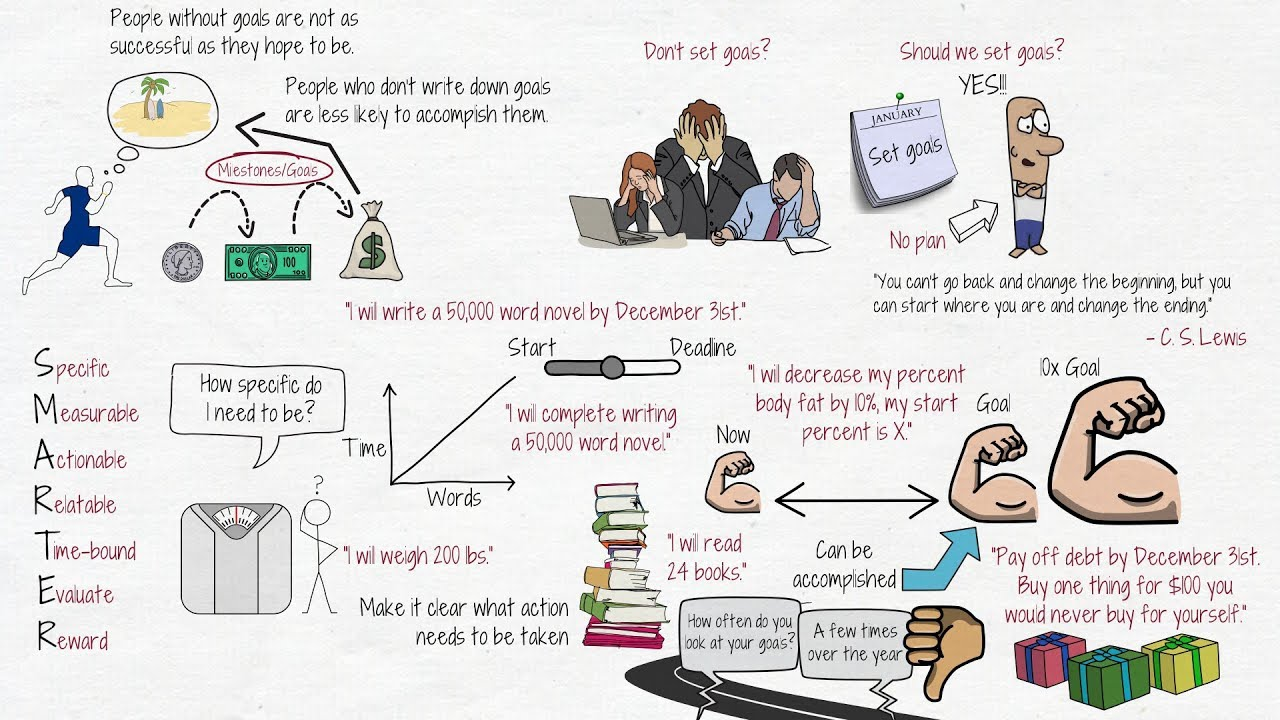 People without goals are not as
successful as they hope to be.
People who don't write down goals
are less likely to accomplish them.
Miestones/Goas
100
$
Don't set goals?
Should we set goals?
YES!!!
JANUARY
Set goals
No plan
"You can't go back and change the beginning, but you
can start where you are and change the ending."
- C. S. Lewis
"I will write a 50,000 word novel by December 31st."
Specific
Measurable
Actionable
Relatable
Time-bound
Evaluate
Reward
How specific do
I need to be?
?
"I will weigh 200 lbs."
Start
Deadline
Time
Words
"I will complete writing
a 50,000 word novel."
Make it clear what action
needs to be taken
"I will read
24 books."
"I will decrease my percent
body fat by 10%, my start
percent is X."
Now
Goal
10x Goal
Can be
accomplished
How often do you
look at your goas?
A few times
over the year
"Pay off debt by December 31st.
Buy one thing for $100 you
would never buy for yourself."